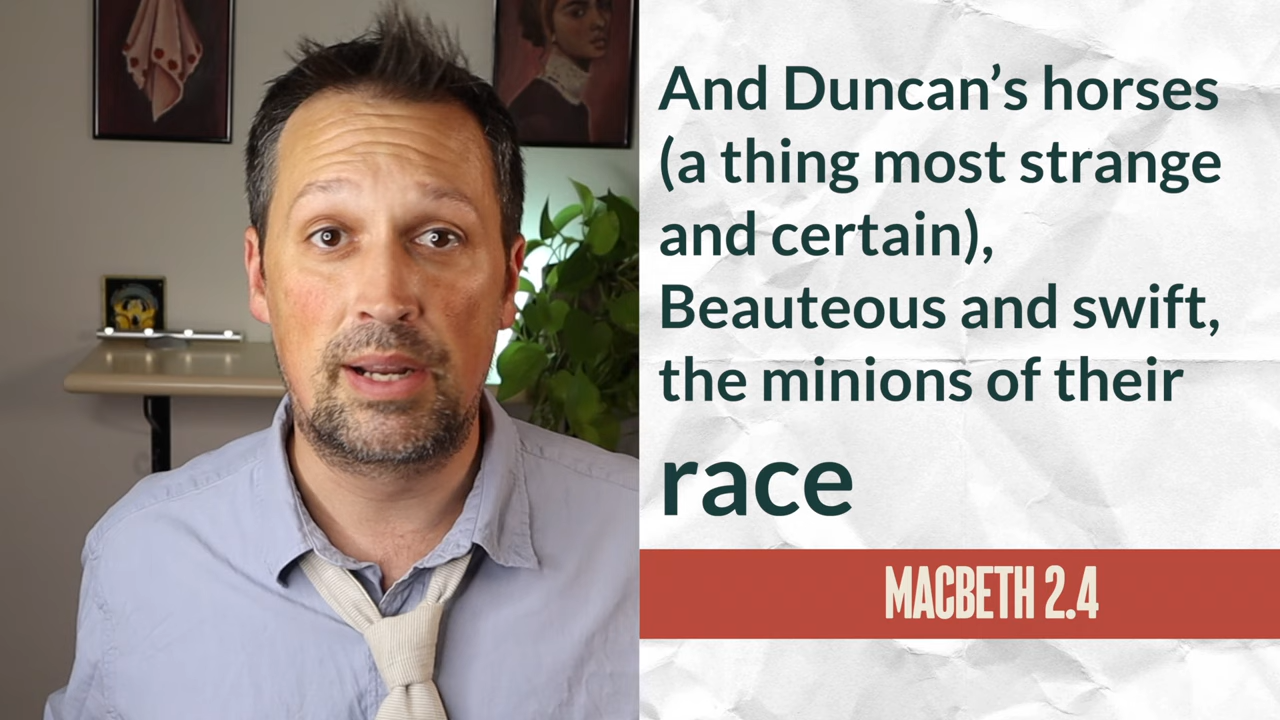 And Duncan’s horses
(a thing most strange
and certain),
Beauteous and swift,
the minions of their
race
MACBETH 2.4